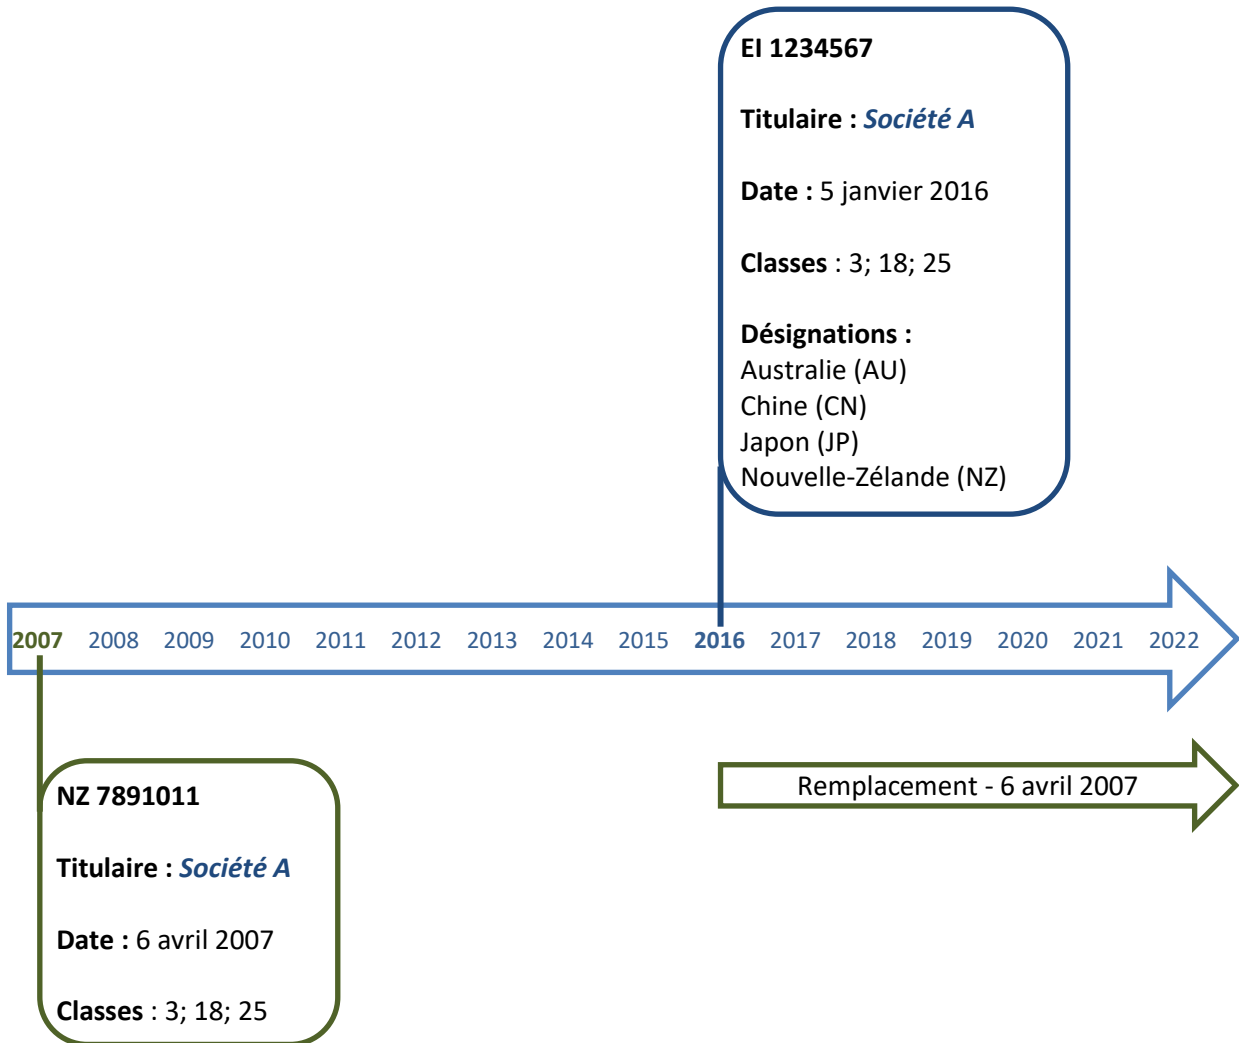 EI 1234567
Titulaire : Société A
Date : 5 janvier 2016
Classes : 3; 18; 25
Désignations :
Australie (AU)
Chine (CN)
Japon (JP)
Nouvelle-Zélande (NZ)
2007 2008 2009 2010 2011 2012 2013 2014 2015 2016 2017 2018 2019 2020 2021 2022
Remplacement - 6 avril 2007
NZ 7891011
Titulaire : Société A
Date : 6 avril 2007
Classes : 3; 18; 25